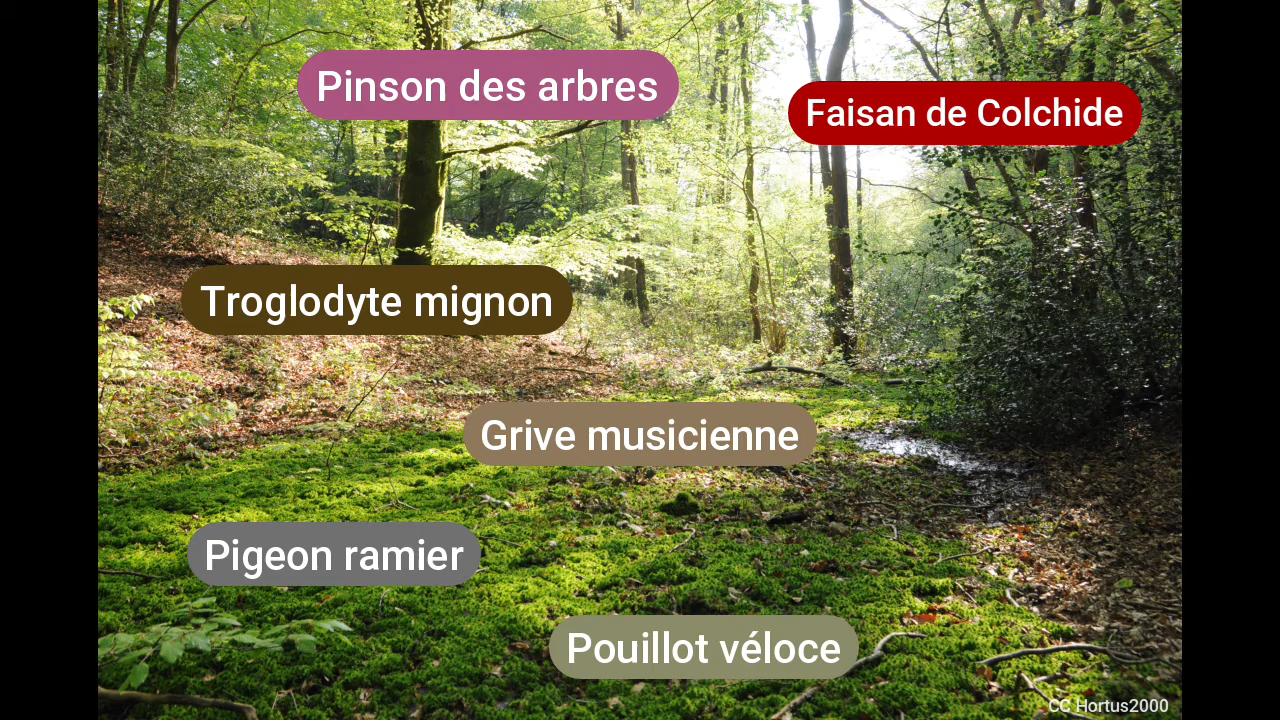 Pinson des arbres
Faisan de Colchide
Troglodyte mignon
Grive musicienne
Pigeon ramier
Pouillot véloce
CC Hortus2000